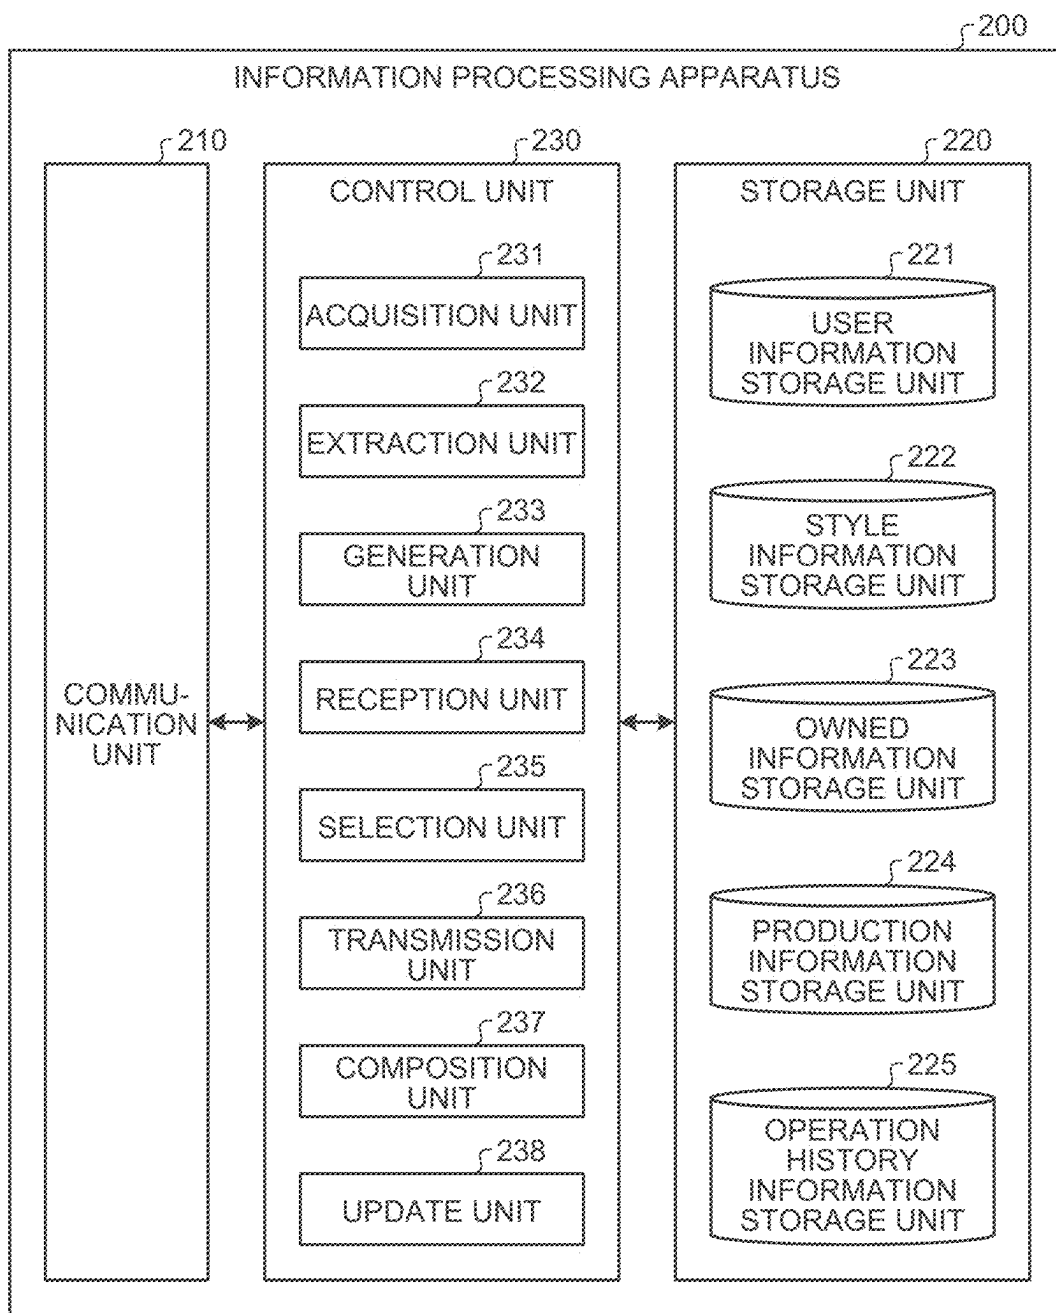 200
INFORMATION PROCESSING APPARATUS
210
COMMU-
NICATION
UNIT
230
CONTROL UNIT
231
ACQUISITION UNIT
232
EXTRACTION UNIT
233
GENERATION
UNIT
234
RECEPTION UNIT
235
SELECTION UNIT
236
TRANSMISSION
UNIT
237
COMPOSITION
UNIT
238
UPDATE UNIT
220
STORAGE UNIT
221
USER
INFORMATION
STORAGE UNIT
222
STYLE
INFORMATION
STORAGE UNIT
223
OWNED
INFORMATION
STORAGE UNIT
224
PRODUCTION
INFORMATION
STORAGE UNIT
225
OPERATION
HISTORY
INFORMATION
STORAGE UNIT